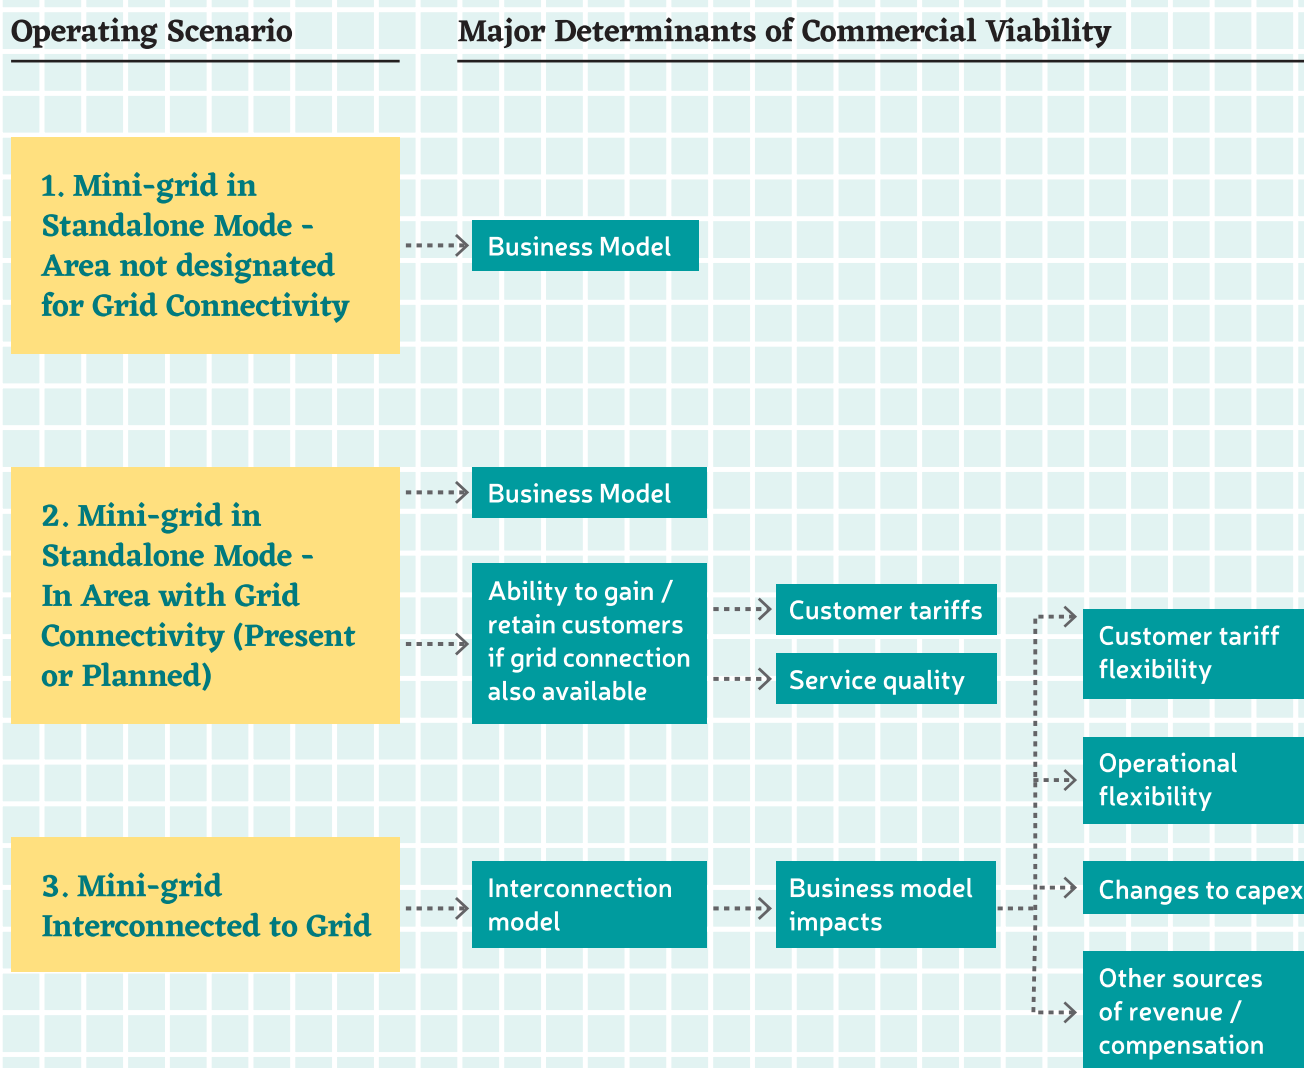 Operating Scenario
Major Determinants of Commercial Viability
1. Mini-grid in
Standalone Mode -
Area not designated
for Grid Connectivity
Business Model
2. Mini-grid in
Standalone Mode -
In Area with Grid
Connectivity (Present
or Planned)
Business Model
Ability to gain /
retain customers
if grid connection
also available
Customer tariffs
Service quality
3. Mini-grid
Interconnected to Grid
Interconnection
model
Business model
impacts
Customer tariff
flexibility
Operational
flexibility
Changes to capex
Other sources
of revenue /
compensation